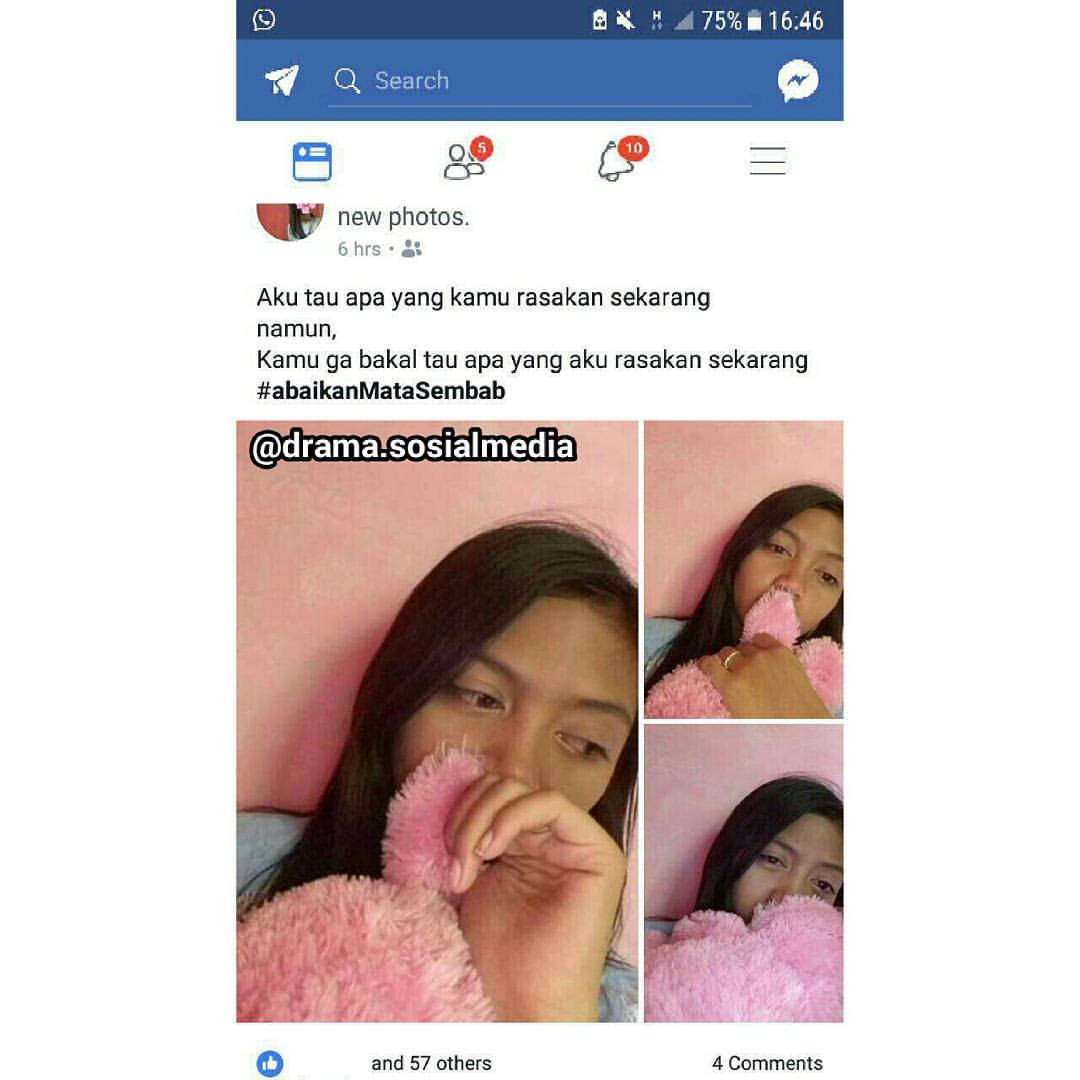 75% 16:46
Search
5
10
new photos.
6 hrs
Aku tau apa yang kamu rasakan sekarang
namun,
Kamu ga bakal tau apa yang aku rasakan sekarang
#abaikanMataSembab
@drama.sosialmedia
and 57 others
4 Comments